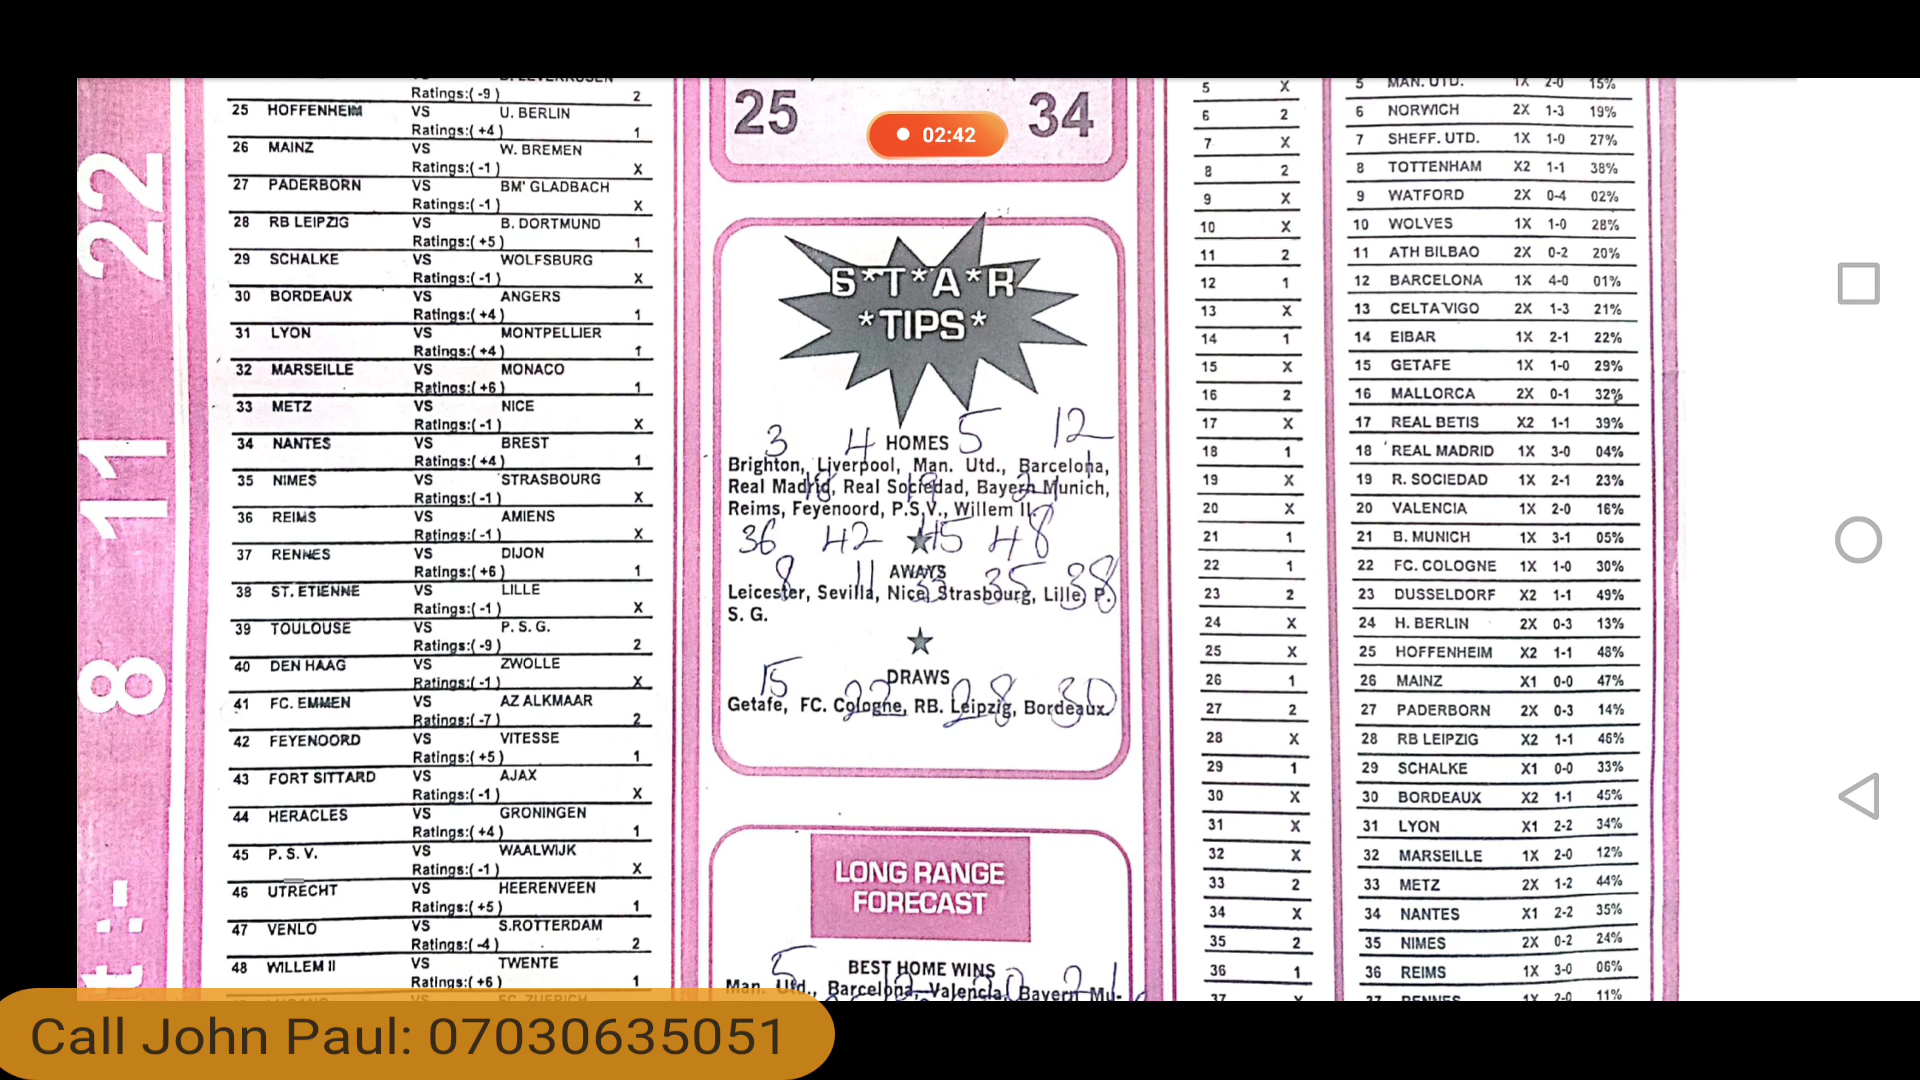 22
11
8
t:-
Ratings:( -9 ) 2
25 HOFFENHEIM VS U. BERLIN
Ratings:( +4 ) 1
26 MAINZ VS W. BREMEN
Ratings:( -1 ) X
27 PADERBORN VS BM' GLADBACH
Ratings:( -1 ) X
28 RB LEIPZIG VS B. DORTMUND
Ratings:( +5 ) 1
29 SCHALKE VS WOLFSBURG
Ratings:( -1 ) X
30 BORDEAUX VS ANGERS
Ratings:( +4 ) 1
31 LYON VS MONTPELLIER
Ratings:( +4 ) 1
32 MARSEILLE VS MONACO
Ratings:( +6 ) 1
33 METZ VS NICE
Ratings:( -1 ) X
34 NANTES VS BREST
Ratings:( +4 ) 1
35 NIMES VS STRASBOURG
Ratings:( -1 ) X
36 REIMS VS AMIENS
Ratings:( -1 ) X
37 RENNES VS DIJON
Ratings:( +6 ) 1
38 ST. ETIENNE VS LILLE
Ratings:( -1 ) X
39 TOULOUSE VS P. S. G.
Ratings:( -9 ) 2
40 DEN HAAG VS ZWOLLE
Ratings:( -1 ) X
41 FC. EMMEN VS AZ ALKMAAR
Ratings:( -7 ) 2
42 FEYENOORD VS VITESSE
Ratings:( +5 ) 1
43 FORT SITTARD VS AJAX
Ratings:( -1 ) X
44 HERACLES VS GRONINGEN
Ratings:( +4 ) 1
45 P. S. V. VS WAALWIJK
Ratings:( -1 ) X
46 UTRECHT VS HEERENVEEN
Ratings:( +5 ) 1
47 VENLO VS S.ROTTERDAM
Ratings:( -4 ) 2
48 WILLEM II VS TWENTE
Ratings:( +6 ) 1
25 34
02:42
S*T*A*R
*TIPS*
3 4 HOMES 5 12
Brighton, Liverpool, Man. Utd., Barcelona,
Real Madrid, Real Sociedad, Bayern Munich,
Reims, Feyenoord, P.S.V., Willem II.
36 42 45 48
8 11 AWAYS 35 38
Leicester, Sevilla, Nice, Strasbourg, Lille, P.
S. G.
15 DRAWS
Getafe, FC. Cologne, RB. Leipzig, Bordeaux.
22 28 30
LONG RANGE
FORECAST
5 BEST HOME WINS
Man. Utd., Barcelona, Valencia, Bayern Mu-
5 X
6 2
7 X
8 2
9 X
10 X
11 2
12 1
13 X
14 1
15 X
16 2
17 X
18 1
19 X
20 X
21 1
22 1
23 2
24 X
25 X
26 1
27 2
28 X
29 1
30 X
31 X
32 X
33 2
34 X
35 2
36 1
37 X
5 MAN. UTD. 1X 2-0 15%
6 NORWICH 2X 1-3 19%
7 SHEFF. UTD. 1X 1-0 27%
8 TOTTENHAM X2 1-1 38%
9 WATFORD 2X 0-4 02%
10 WOLVES 1X 1-0 28%
11 ATH BILBAO 2X 0-2 20%
12 BARCELONA 1X 4-0 01%
13 CELTA VIGO 2X 1-3 21%
14 EIBAR 1X 2-1 22%
15 GETAFE 1X 1-0 29%
16 MALLORCA 2X 0-1 32%
17 REAL BETIS X2 1-1 39%
18 REAL MADRID 1X 3-0 04%
19 R. SOCIEDAD 1X 2-1 23%
20 VALENCIA 1X 2-0 16%
21 B. MUNICH 1X 3-1 05%
22 FC. COLOGNE 1X 1-0 30%
23 DUSSELDORF X2 1-1 49%
24 H. BERLIN 2X 0-3 13%
25 HOFFENHEIM X2 1-1 48%
26 MAINZ X1 0-0 47%
27 PADERBORN 2X 0-3 14%
28 RB LEIPZIG X2 1-1 46%
29 SCHALKE X1 0-0 33%
30 BORDEAUX X2 1-1 45%
31 LYON X1 2-2 34%
32 MARSEILLE 1X 2-0 12%
33 METZ 2X 1-2 44%
34 NANTES X1 2-2 35%
35 NIMES 2X 0-2 24%
36 REIMS 1X 3-0 06%
37 RENNES 1X 2-0 11%
Call John Paul: 07030635051